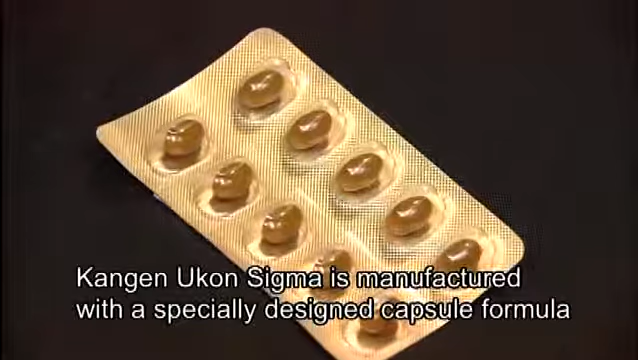 Kangen Ukon Sigma is manufactured
with a specially designed capsule formula